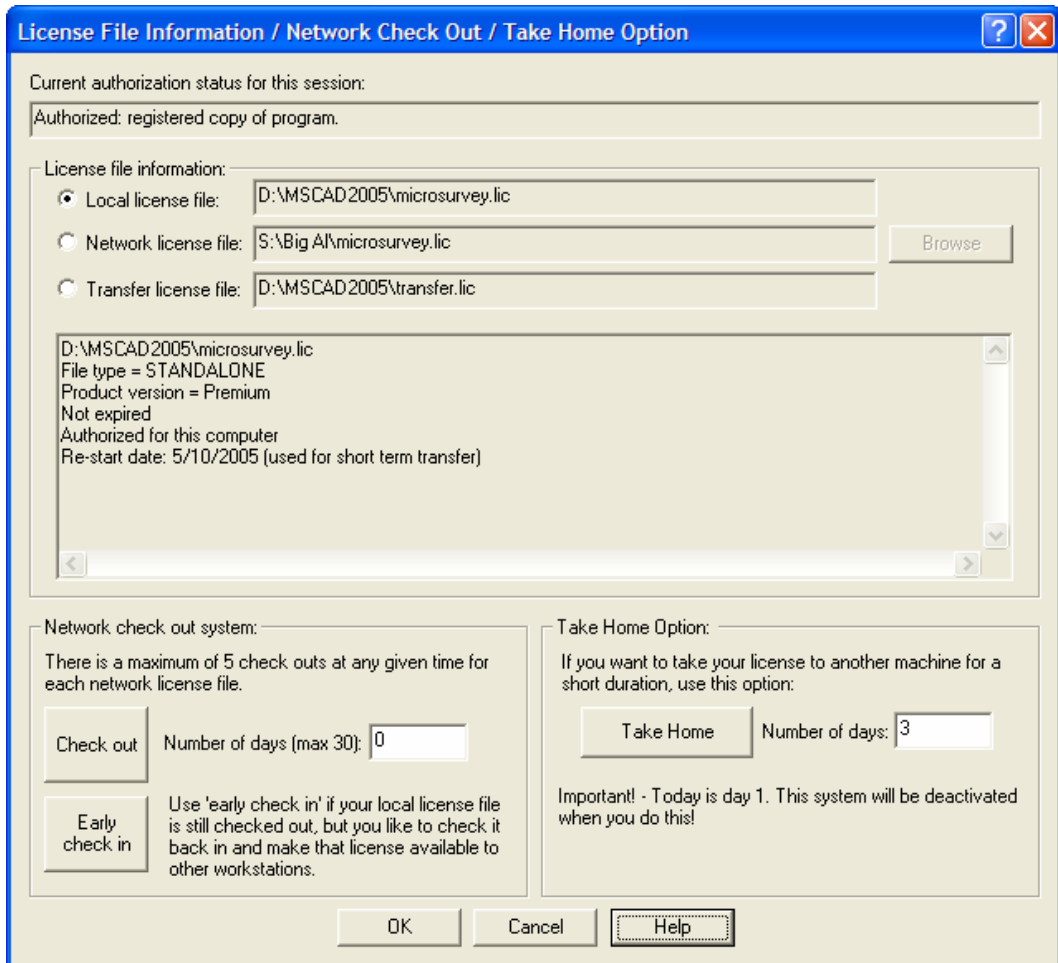 License File Information / Network Check Out / Take Home Option
Current authorization status for this session:
Authorized: registered copy of program.
License file information:
Local license file:
D:\MSCAD2005\microsurvey.lic
Network license file:
S:\Big Al\microsurvey.lic
Browse
Transfer license file:
D:\MSCAD2005\transfer.lic
D:\MSCAD2005\microsurvey.lic
File type = STANDALONE
Product version = Premium
Not expired
Authorized for this computer
Re-start date: 5/10/2005 (used for short term transfer)
Network check out system:
There is a maximum of 5 check outs at any given time for
each network license file.
Check out
Number of days (max 30):
0
Early
check in
Use 'early check in' if your local license file
is still checked out, but you like to check it
back in and make that license available to
other workstations.
Take Home Option:
If you want to take your license to another machine for a
short duration, use this option:
Take Home
Number of days:
3
Important! - Today is day 1. This system will be deactivated
when you do this!
OK
Cancel
Help